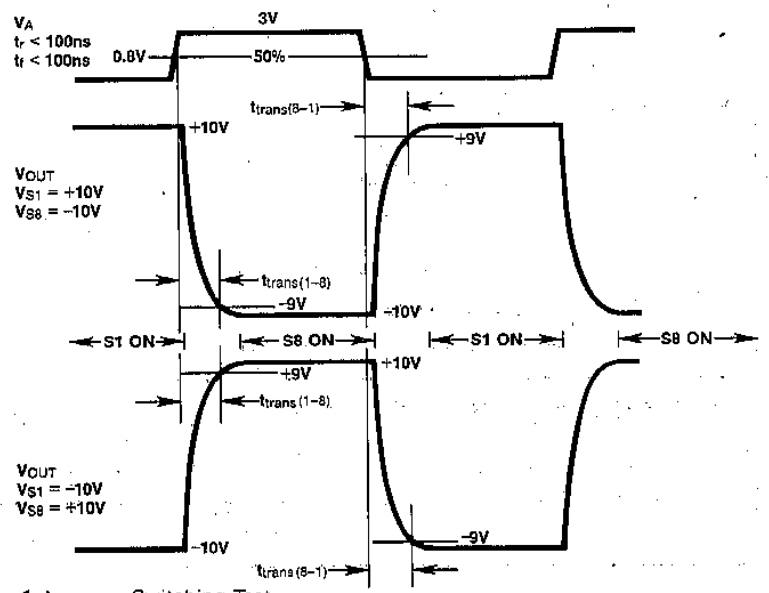 VA
tr < 100ns
tf < 100ns
3V
0.8V
50%
ttrans(8–1)
+10V
+9V
VOUT
VS1 = +10V
VS8 = –10V
ttrans(1–8)
–9V
–10V
S1 ON
S8 ON
S1 ON
S8 ON
+9V
+10V
ttrans(1–8)
VOUT
VS1 = –10V
VS8 = +10V
–10V
–9V
ttrans(8–1)
Switching Test